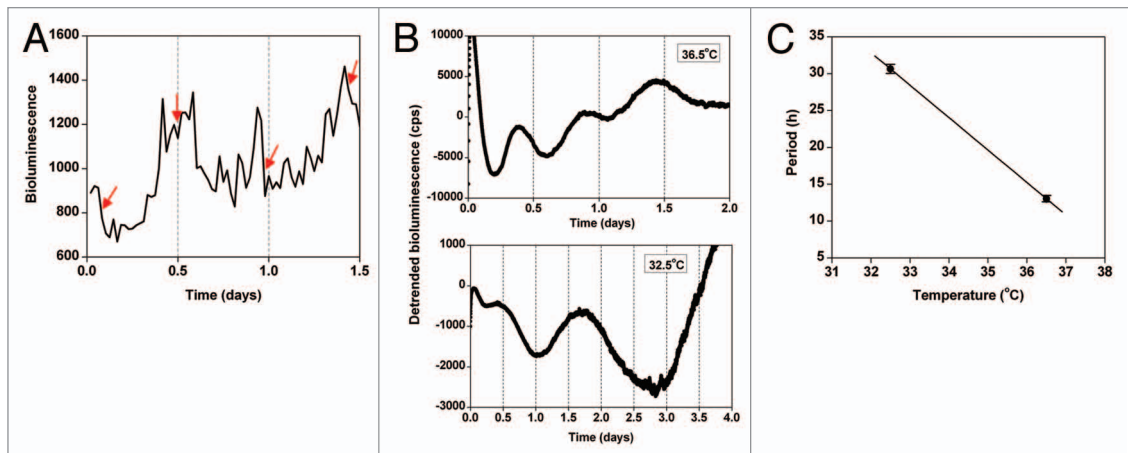 A
1600
1400
1200
1000
800
600
0.0 0.5 1.0 1.5
Bioluminescence
Time (days)
B
10000
5000
0
-5000
-10000
36.5°C
0.0 0.5 1.0 1.5 2.0
Time (days)
Detrended bioluminescence (cps)
1000
0
-1000
-2000
-3000
32.5°C
0.0 0.5 1.0 1.5 2.0 2.5 3.0 3.5 4.0
Time (days)
C
35
30
25
20
15
10
5
31 32 33 34 35 36 37 38
Period (h)
Temperature (°C)